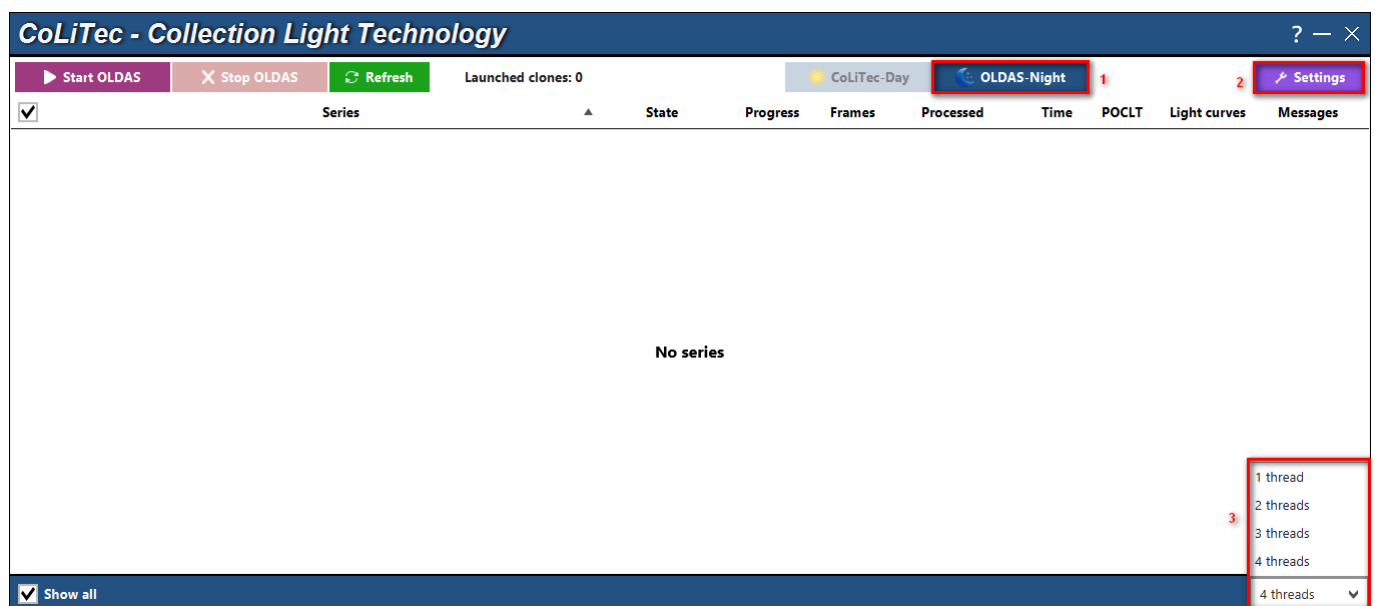 CoLiTec - Collection Light Technology ?
Start OLDAS Stop OLDAS Refresh Launched clones: 0 CoLiTec-Day OLDAS-Night 1 2 Settings
Series State Progress Frames Processed Time POCLT Light curves Messages
No series
1 thread
2 threads
3
3 threads
4 threads
Show all 4 threads